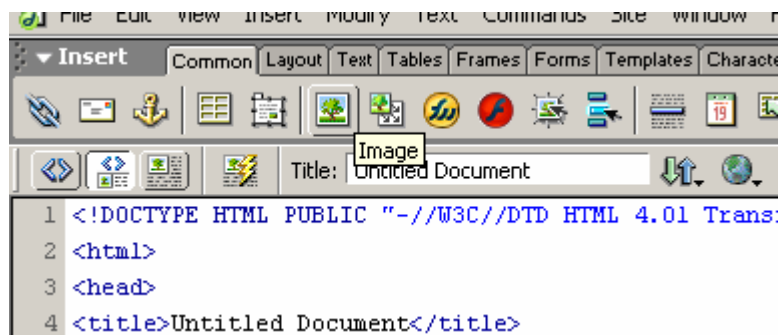 File Edit View Insert Modify Text Commands Site Window
Insert Common Layout Text Tables Frames Forms Templates Characte
19
Image
Title: Untitled Document
1 <!DOCTYPE HTML PUBLIC "-//W3C//DTD HTML 4.01 Trans
2 <html>
3 <head>
4 <title>Untitled Document</title>